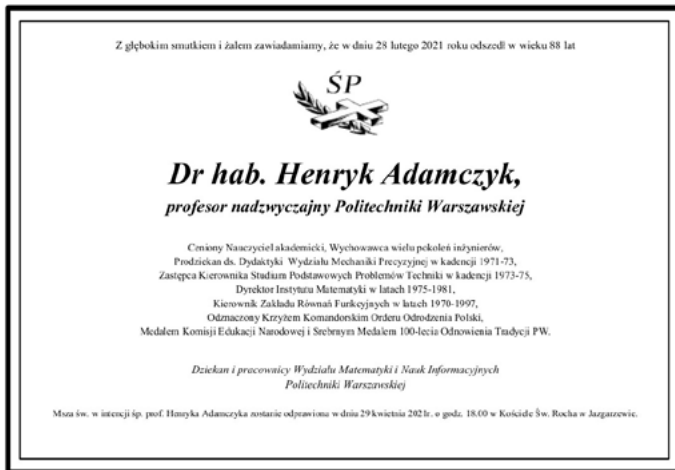 Z głębokim smutkiem i żalem zawiadamiamy, że w dniu 28 lutego 2021 roku odszedł w wieku 88 lat
ŚP
Dr hab. Henryk Adamczyk,
profesor nadzwyczajny Politechniki Warszawskiej
Ceniony Nauczyciel akademicki, Wychowawca wielu pokoleń inżynierów,
Prodziekan ds. Dydaktyki Wydziału Mechaniki Precyzyjnej w kadencji 1971-73,
Zastępca Kierownika Studium Podstawowych Problemów Techniki w kadencji 1973-75,
Dyrektor Instytutu Matematyki w latach 1975-1981,
Kierownik Zakładu Równań Funkcyjnych w latach 1970-1997,
Odznaczony Krzyżem Komandorskim Orderu Odrodzenia Polski,
Medalem Komisji Edukacji Narodowej i Srebrnym Medalem 100-lecia Odnowienia Tradycji PW.
Dziekan i pracownicy Wydziału Matematyki i Nauk Informacyjnych
Politechniki Warszawskiej
Msza św. w intencji śp. prof. Henryka Adamczyka zostanie odprawiona w dniu 29 kwietnia 2021r. o godz. 18.00 w Kościele Św. Rocha w Jazgarzewie.